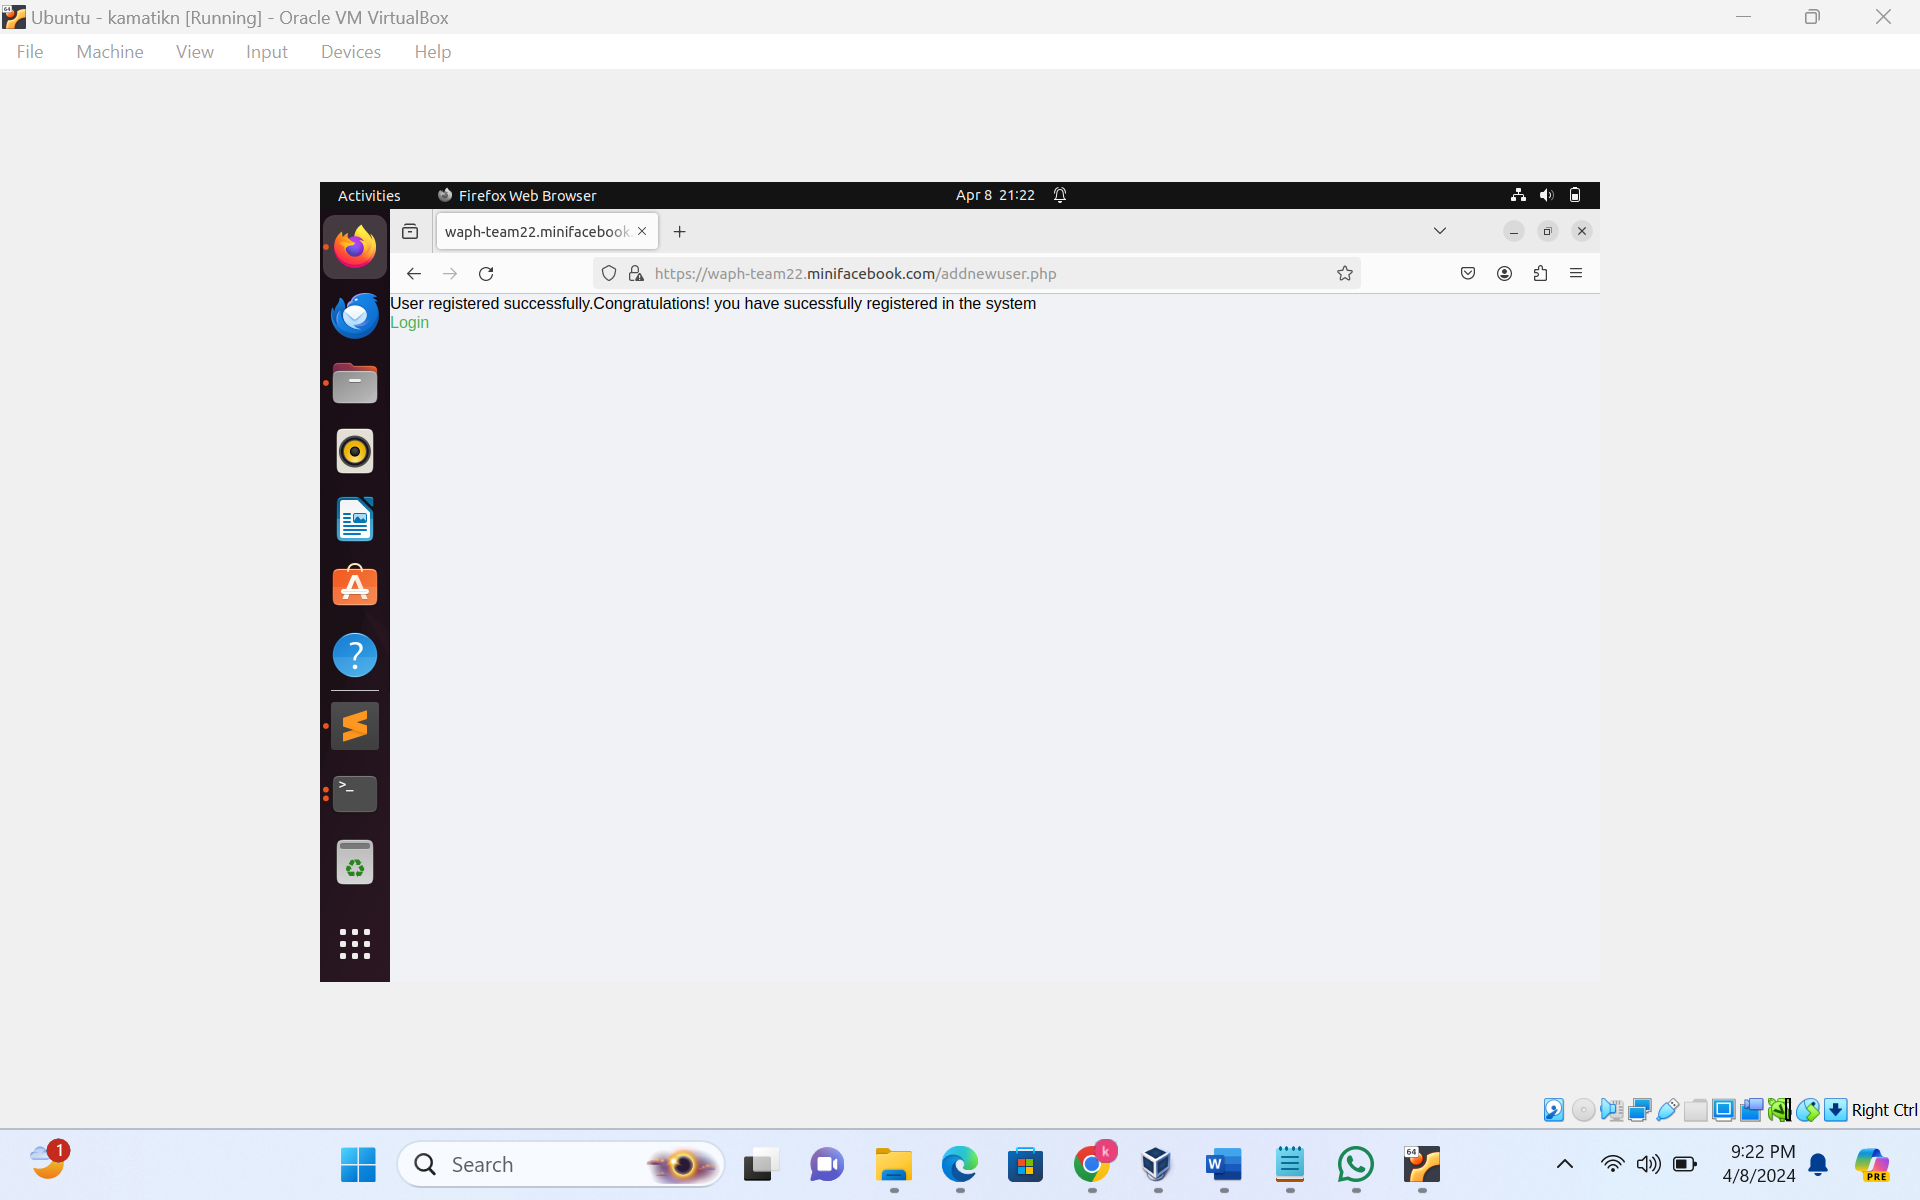 Ubuntu - kamatikn [Running] - Oracle VM VirtualBox
File Machine View Input Devices Help
Activities Firefox Web Browser Apr 8 21:22
waph-team22.minifacebook
https://waph-team22.minifacebook.com/addnewuser.php
User registered successfully.Congratulations! you have sucessfully registered in the system
Login
Right Ctrl
1
Search
k
64
9:22 PM
4/8/2024
PRE